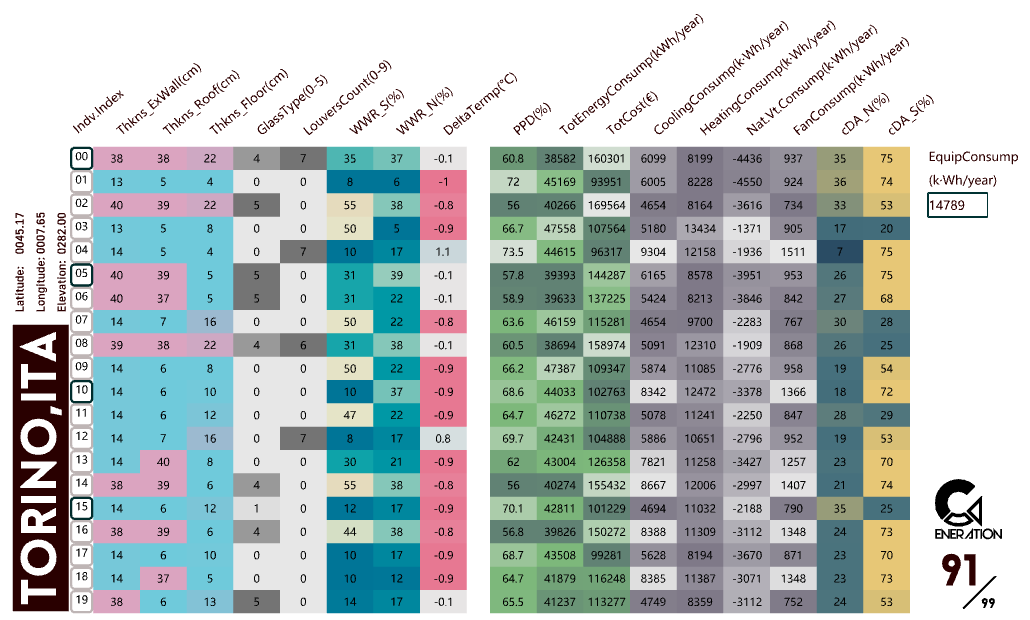 Indv.Index Thkns_ExWall(cm) Thkns_Roof(cm) Thkns_Floor(cm) GlassType(0-5) LouversCount(0-9) WWR_S(%) WWR_N(%) DeltaTermp(°C) PPD(%) TotEnergyConsump(kWh/year) TotCost(€) CoolingConsump(k·Wh/year) HeatingConsump(k·Wh/year) Nat.Vt.Consump(k·Wh/year) FanConsump(k·Wh/year) cDA_N(%) cDA_S(%)
00 38 38 22 4 7 35 37 -0.1 60.8 38582 160301 6099 8199 -4436 937 35 75
01 13 5 4 0 0 8 6 -1 72 45169 93951 6005 8228 -4550 924 36 74
02 40 39 22 5 0 55 38 -0.8 56 40266 169564 4654 8164 -3616 734 33 53
03 13 5 8 0 0 50 5 -0.9 66.7 47558 107564 5180 13434 -1371 905 17 20
04 14 5 4 0 7 10 17 1.1 73.5 44615 96317 9304 12158 -1936 1511 7 75
05 40 39 5 5 0 31 39 -0.1 57.8 39393 144287 6165 8578 -3951 953 26 75
06 40 37 5 5 0 31 22 -0.1 58.9 39633 137225 5424 8213 -3846 842 27 68
07 14 7 16 0 0 50 22 -0.8 63.6 46159 115281 4654 9700 -2283 767 30 28
08 39 38 22 4 6 31 38 -0.1 60.5 38694 158974 5091 12310 -1909 868 26 25
09 14 6 8 0 0 50 22 -0.9 66.2 47387 109347 5874 11085 -2776 958 19 54
10 14 6 10 0 0 10 37 -0.9 68.6 44033 102763 8342 12472 -3378 1366 18 72
11 14 6 12 0 0 47 22 -0.9 64.7 46272 110738 5078 11241 -2250 847 28 29
12 14 7 16 0 7 8 17 0.8 69.7 42431 104888 5886 10651 -2796 952 19 53
13 14 40 8 0 0 30 21 -0.9 62 43004 126358 7821 11258 -3427 1257 23 70
14 38 39 6 4 0 55 38 -0.8 56 40274 155432 8667 12006 -2997 1407 21 74
15 14 6 12 1 0 12 17 -0.9 70.1 42811 101229 4694 11032 -2188 790 35 25
16 38 39 6 4 0 44 38 -0.8 56.8 39826 150272 8388 11309 -3112 1348 24 73
17 14 6 10 0 0 10 17 -0.9 68.7 43508 99281 5628 8194 -3670 871 23 70
18 14 37 5 0 0 10 12 -0.9 64.7 41879 116248 8385 11387 -3071 1348 23 73
19 38 6 13 5 0 14 17 -0.1 65.5 41237 113277 4749 8359 -3112 752 24 53
EquipConsump
(k·Wh/year)
14789
Latitude: 0045.17
Longitude: 0007.65
Elevation: 0282.00
TORINO,ITA
ENERATION
91/99